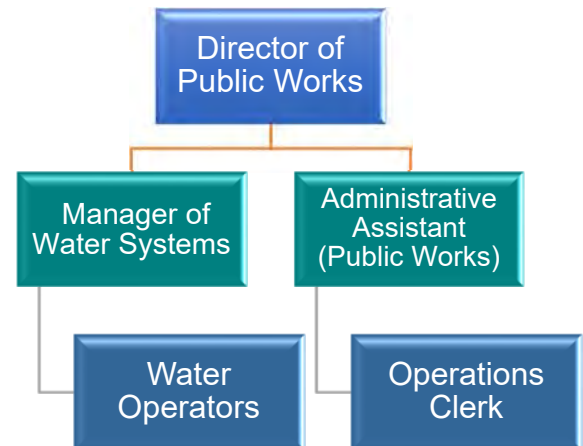 Director of
Public Works
Manager of
Water Systems
Administrative
Assistant
(Public Works)
Water
Operators
Operations
Clerk